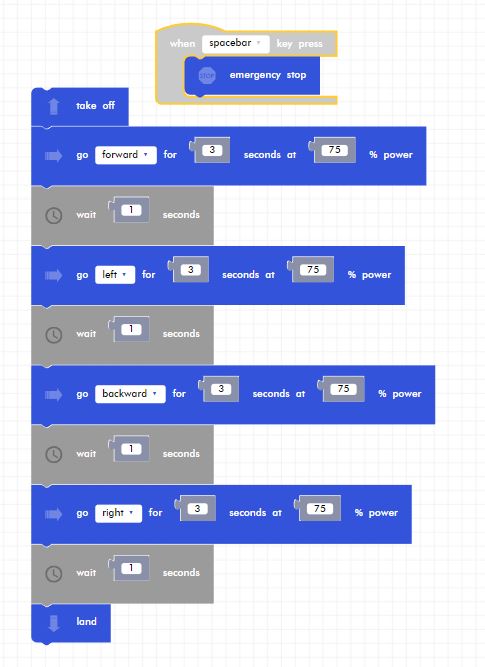 when spacebar key press
STOP emergency stop
take off
go forward for 3 seconds at 75 % power
wait 1 seconds
go left for 3 seconds at 75 % power
wait 1 seconds
go backward for 3 seconds at 75 % power
wait 1 seconds
go right for 3 seconds at 75 % power
wait 1 seconds
land